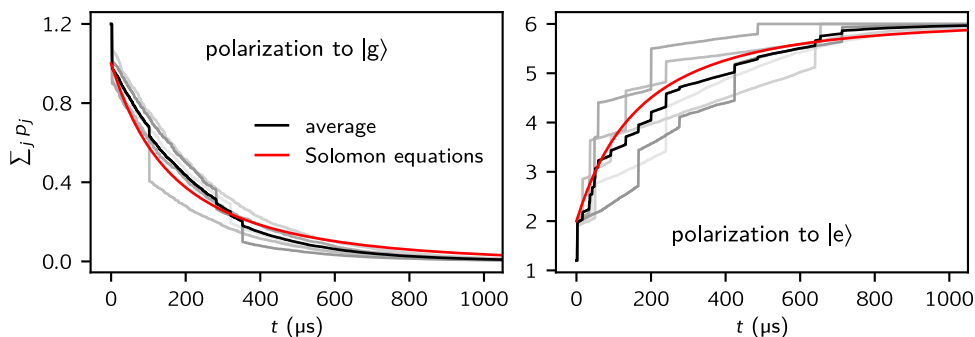 ∑ⱼ pⱼ
1.2
0.8
0.4
0.0
polarization to |g⟩
average
Solomon equations
0 200 400 600 800 1000
t (µs)
6
5
4
3
2
1
polarization to |e⟩
0 200 400 600 800 1000
t (µs)